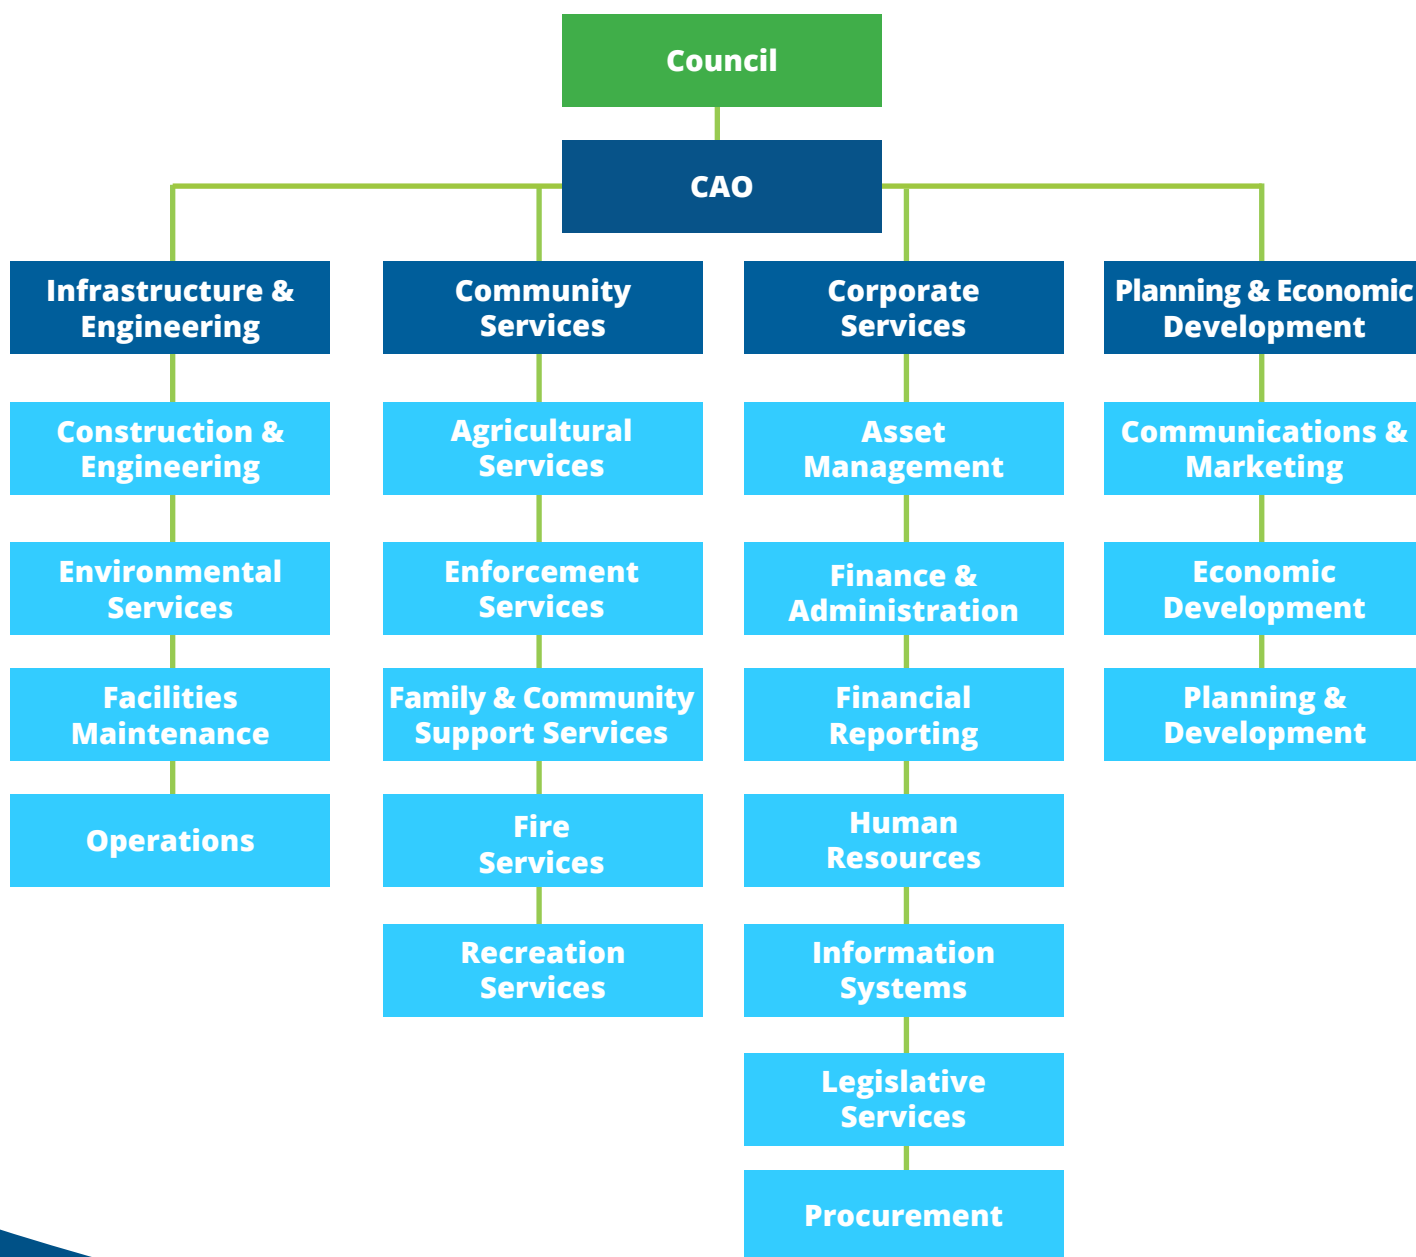 Council
CAO
Infrastructure &
Engineering
Community
Services
Corporate
Services
Planning & Economic
Development
Construction &
Engineering
Environmental
Services
Facilities
Maintenance
Operations
Agricultural
Services
Enforcement
Services
Family & Community
Support Services
Fire
Services
Recreation
Services
Asset
Management
Finance &
Administration
Financial
Reporting
Human
Resources
Information
Systems
Legislative
Services
Procurement
Communications &
Marketing
Economic
Development
Planning &
Development